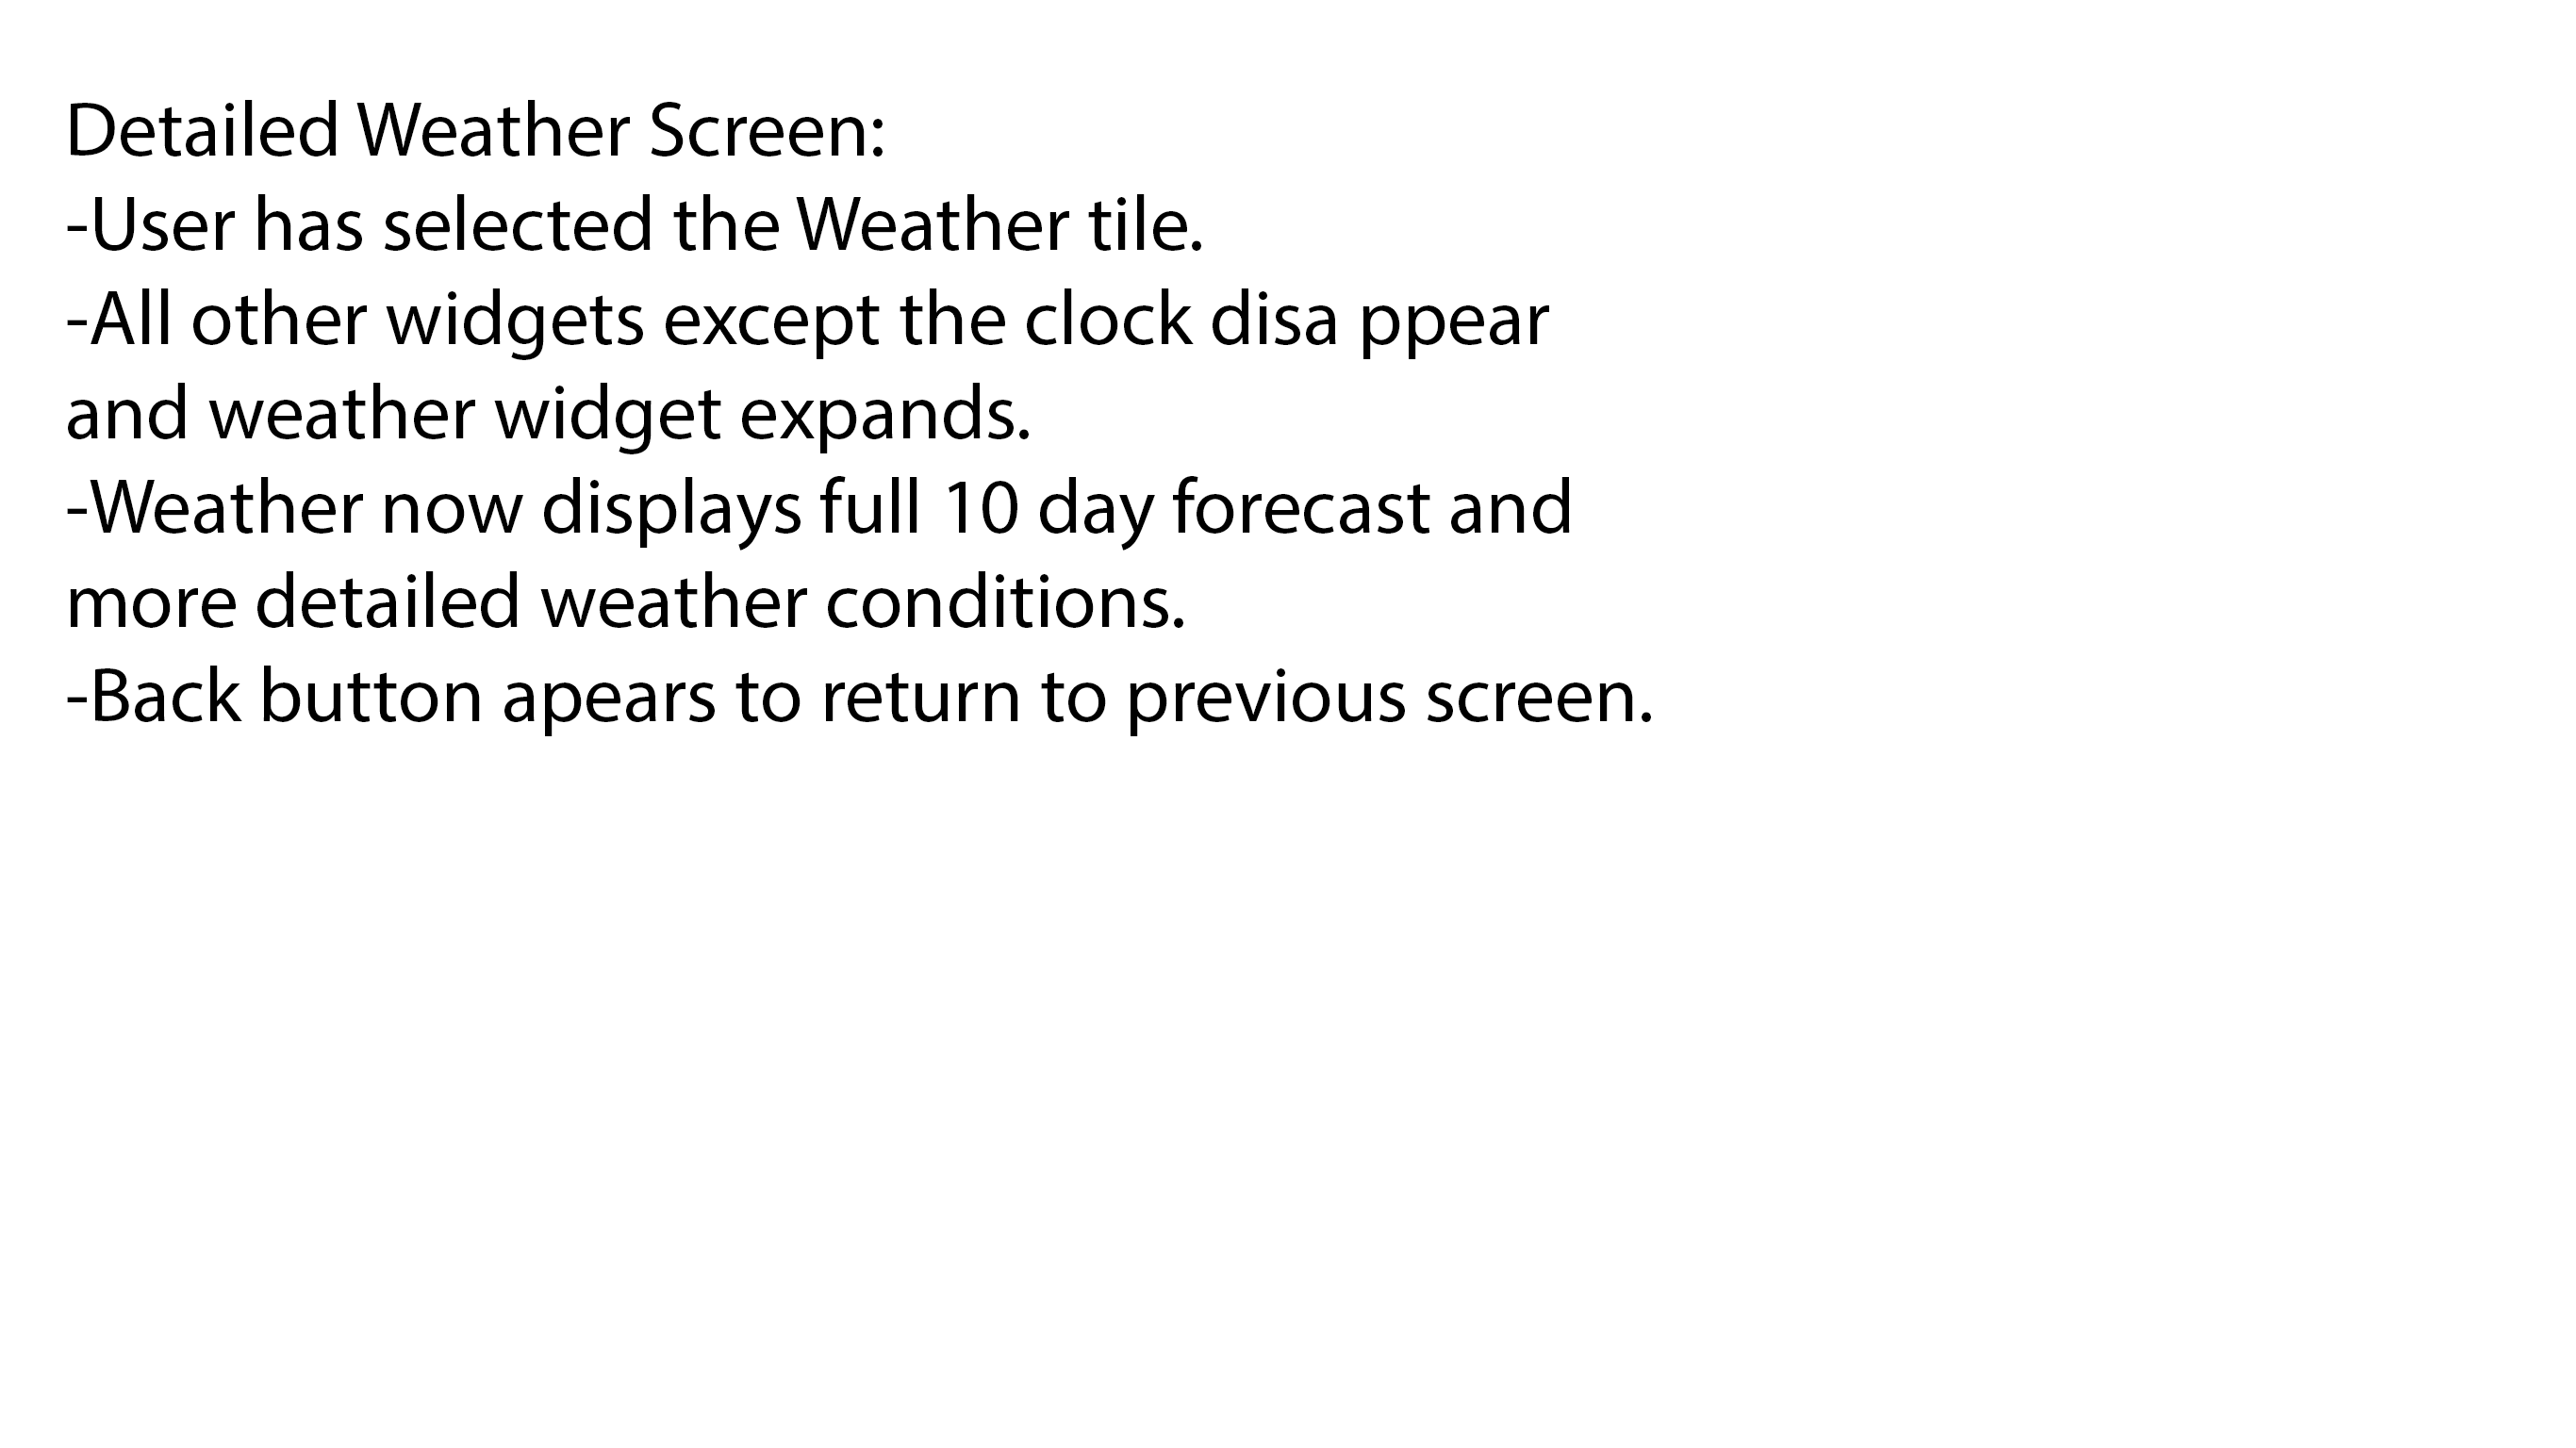 Detailed Weather Screen:
-User has selected the Weather tile.
-All other widgets except the clock disa ppear
and weather widget expands.
-Weather now displays full 10 day forecast and
more detailed weather conditions.
-Back button apears to return to previous screen.